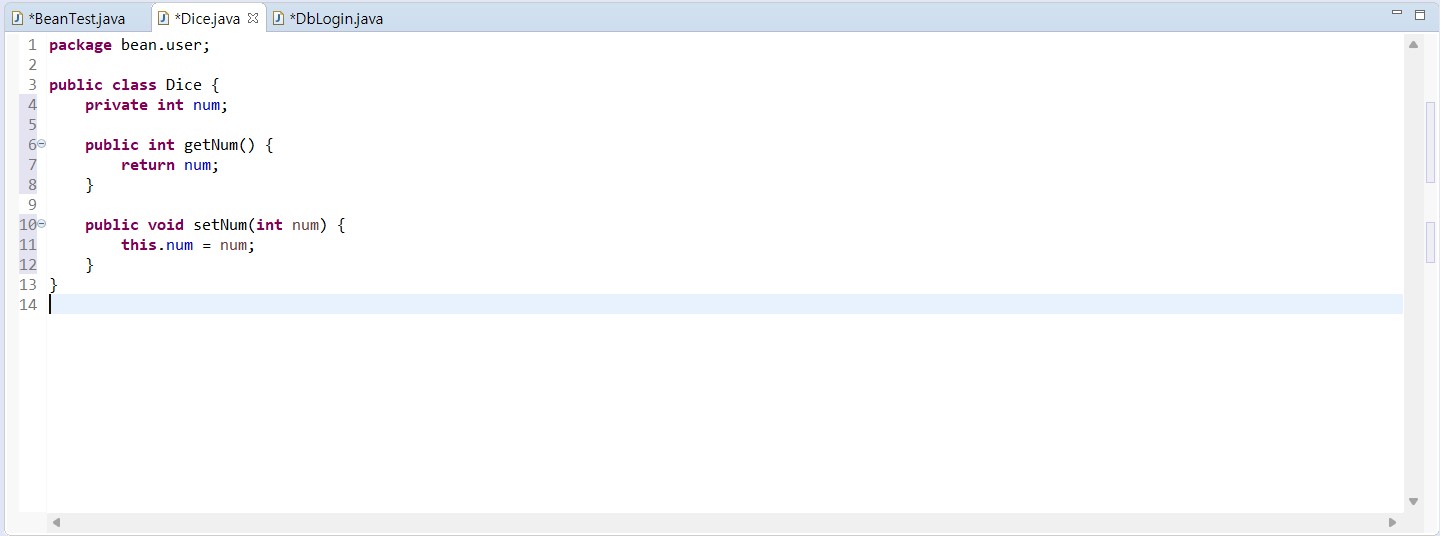 *BeanTest.java *Dice.java *DbLogin.java
1 package bean.user;
2
3 public class Dice {
4     private int num;
5
6     public int getNum() {
7         return num;
8     }
9
10     public void setNum(int num) {
11         this.num = num;
12     }
13 }
14